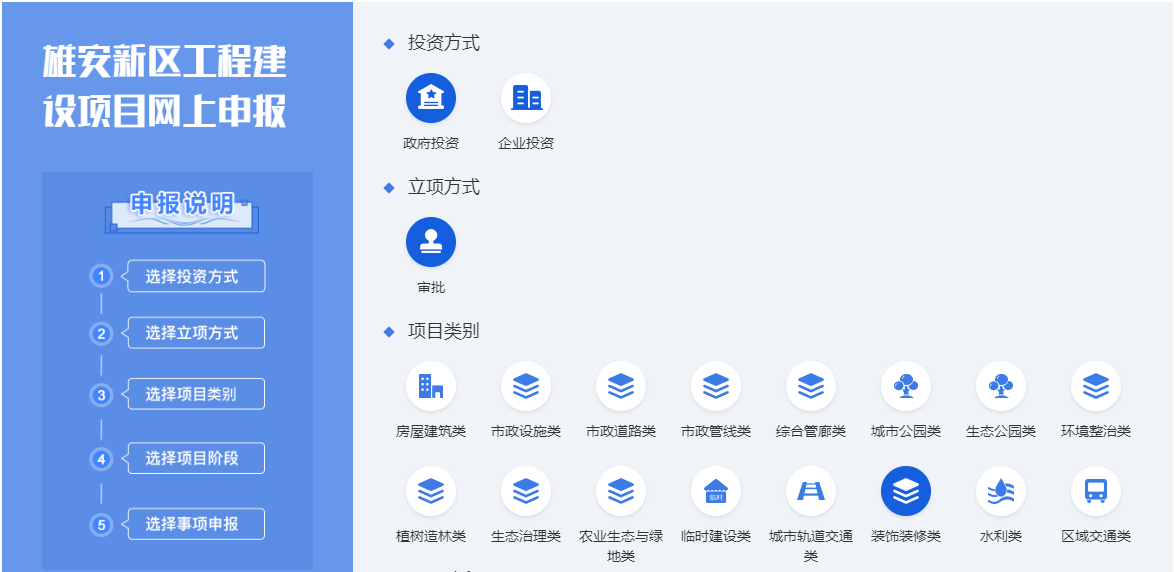 雄安新区工程建
设项目网上申报
申报说明
1 选择投资方式
2 选择立项方式
3 选择项目类别
4 选择项目阶段
5 选择事项申报
投资方式
政府投资 企业投资
立项方式
审批
项目类别
房屋建筑类 市政设施类 市政道路类 市政管线类 综合管廊类 城市公园类 生态公园类 环境整治类
临时
植树造林类 生态治理类 农业生态与绿 临时建设类 城市轨道交通 装饰装修类 水利类 区域交通类
地类 类